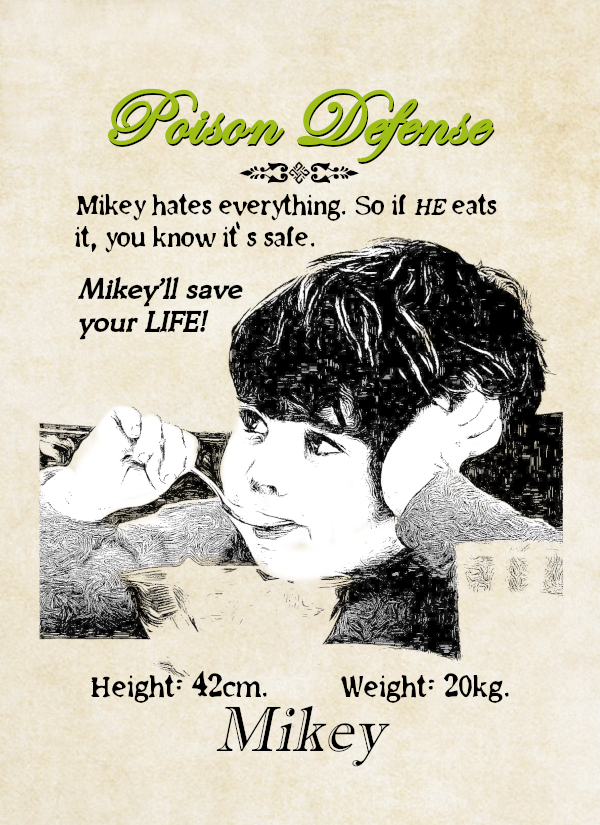 Poison Defense
Mikey hates everything. So if HE eats
it, you know it's safe.
Mikey'll save
your LIFE!
Height: 42cm. Weight: 20kg.
Mikey